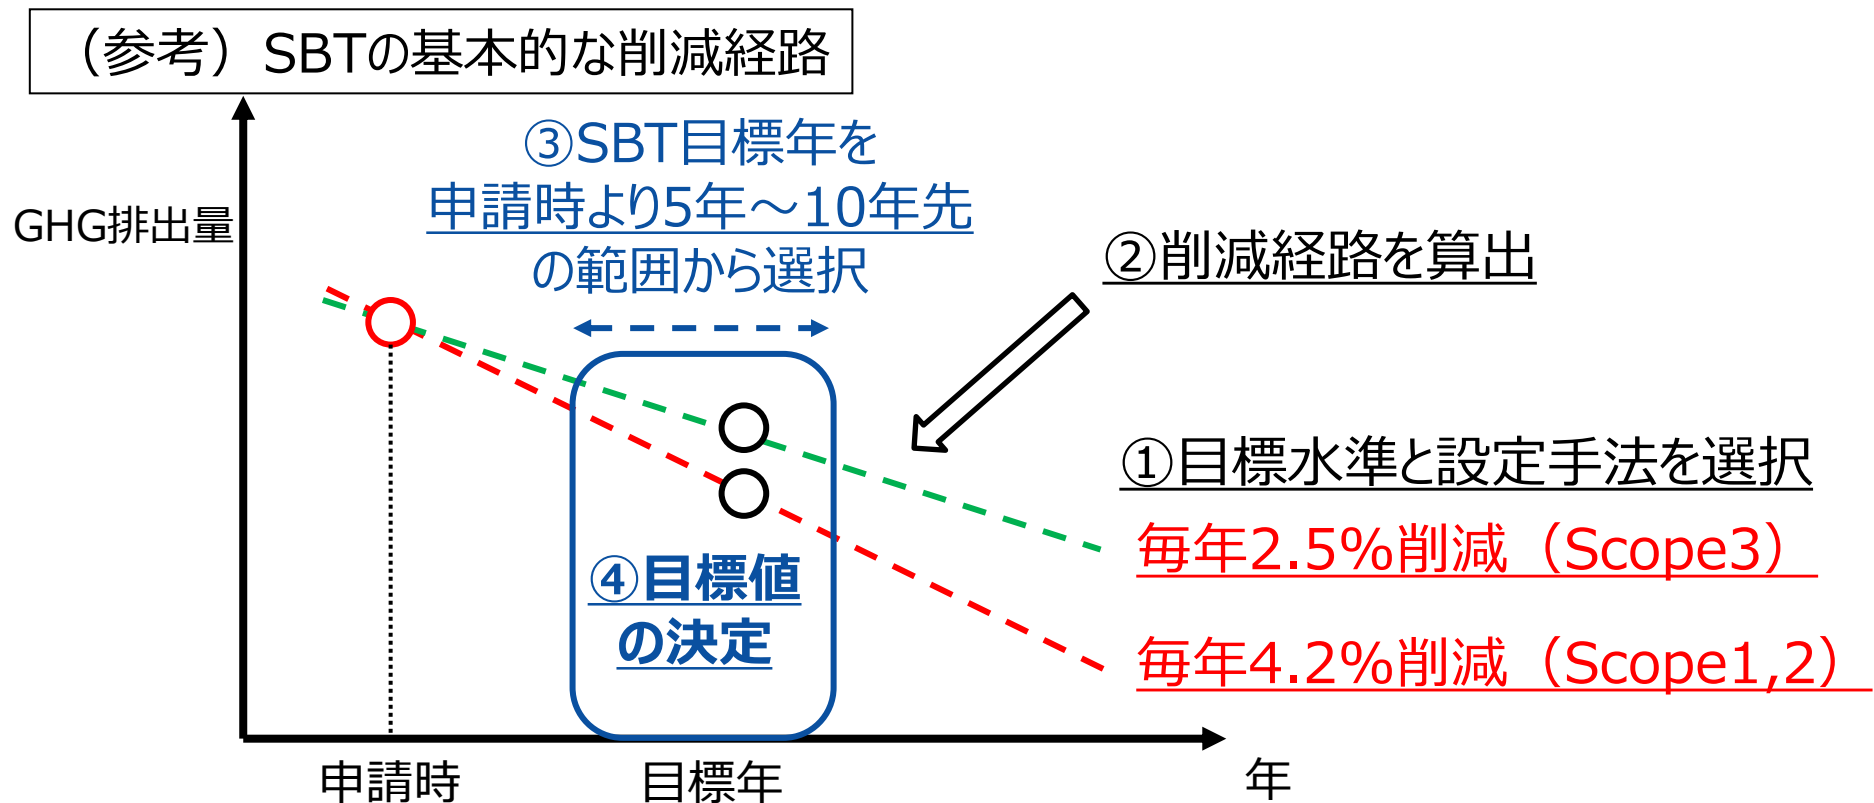 （参考）SBTの基本的な削減経路
③SBT目標年を
申請時より5年～10年先
の範囲から選択
GHG排出量
②削減経路を算出
①目標水準と設定手法を選択
毎年2.5%削減（Scope3）
毎年4.2%削減（Scope1,2）
④目標値
の決定
申請時
目標年
年